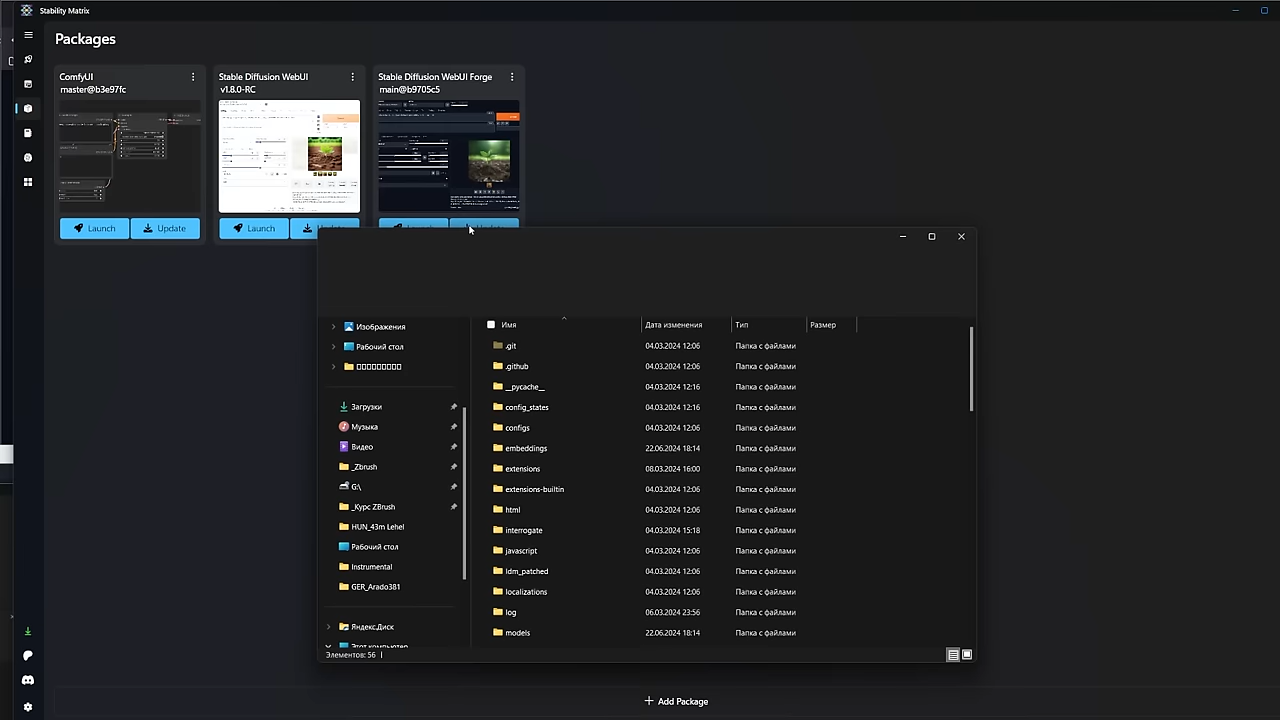 Stability Matrix
Packages
ComfyUI
master@b3e97fc
Launch
Update
Stable Diffusion WebUI
v1.8.0-RC
Launch
Stable Diffusion WebUI Forge
main@b9705c5
Изображения
Рабочий стол
Загрузки
Музыка
Видео
_Zbrush
G:\
_Курс ZBrush
HUN_43m Lehel
Рабочий стол
Instrumental
GER_Arado381
Яндекс.Диск
Этот компьютер
Имя Дата изменения Тип Размер
.git 04.03.2024 12:06 Папка с файлами
.github 04.03.2024 12:06 Папка с файлами
__pycache__ 04.03.2024 12:16 Папка с файлами
config_states 04.03.2024 12:16 Папка с файлами
configs 04.03.2024 12:06 Папка с файлами
embeddings 22.06.2024 18:14 Папка с файлами
extensions 08.03.2024 16:00 Папка с файлами
extensions-builtin 04.03.2024 12:06 Папка с файлами
html 04.03.2024 12:06 Папка с файлами
interrogate 04.03.2024 15:18 Папка с файлами
javascript 04.03.2024 12:06 Папка с файлами
ldm_patched 04.03.2024 12:06 Папка с файлами
localizations 04.03.2024 12:06 Папка с файлами
log 06.03.2024 23:56 Папка с файлами
models 22.06.2024 18:14 Папка с файлами
Элементов: 56
Add Package